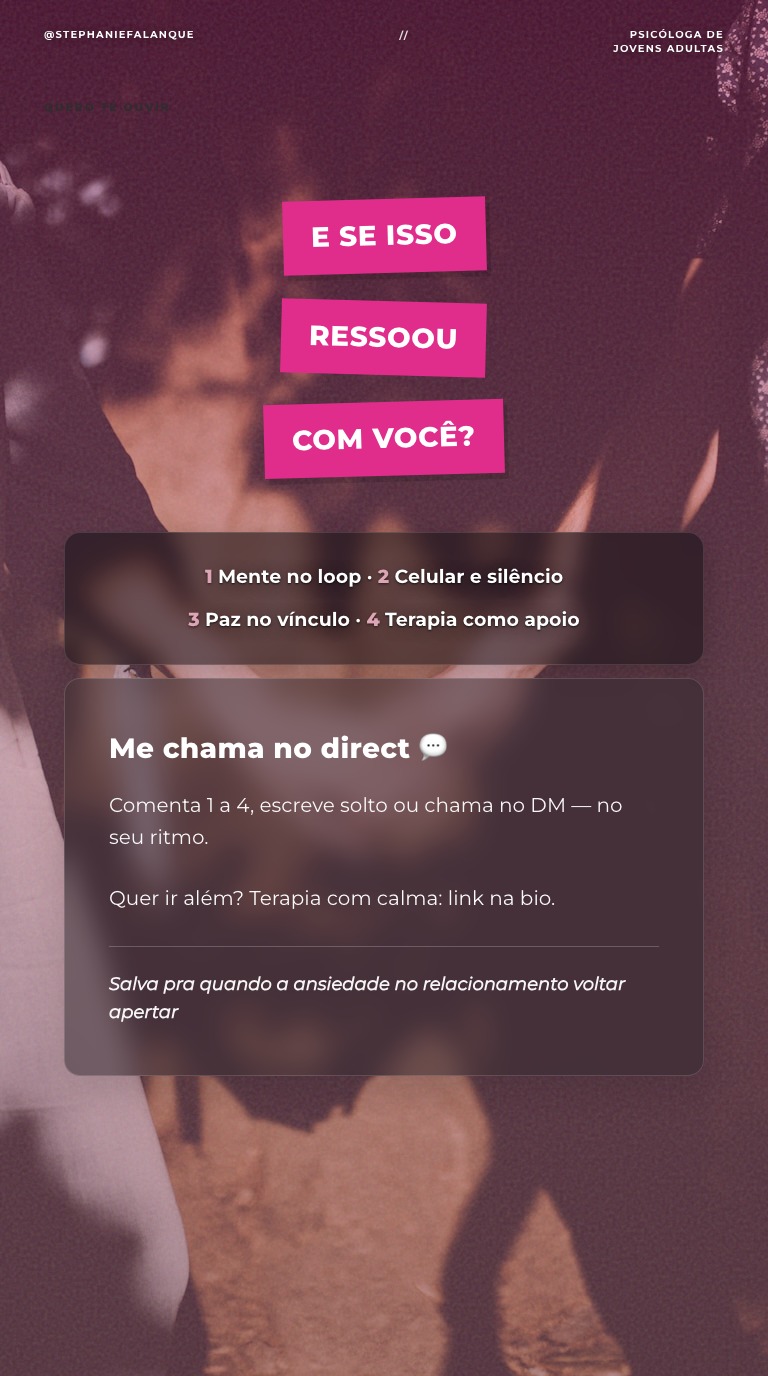 @STEPHANIEFALANQUE
//
PSICÓLOGA DE
JOVENS ADULTAS
QUERO TE OUVIR
E SE ISSO
RESSOOU
COM VOCÊ?
1 Mente no loop · 2 Celular e silêncio
3 Paz no vínculo · 4 Terapia como apoio
Me chama no direct 💬
Comenta 1 a 4, escreve solto ou chama no DM — no
seu ritmo.
Quer ir além? Terapia com calma: link na bio.
Salva pra quando a ansiedade no relacionamento voltar
apertar